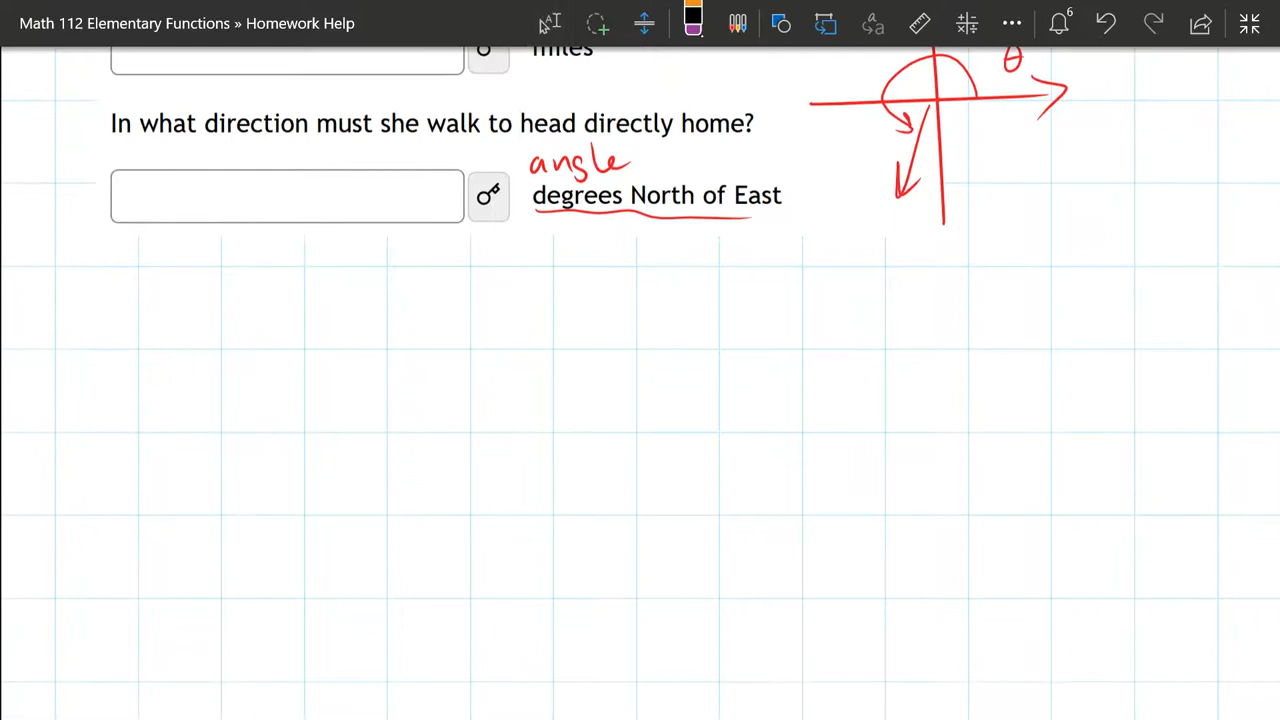 Math 112 Elementary Functions » Homework Help
6
miles
θ
In what direction must she walk to head directly home?
angle
degrees North of East